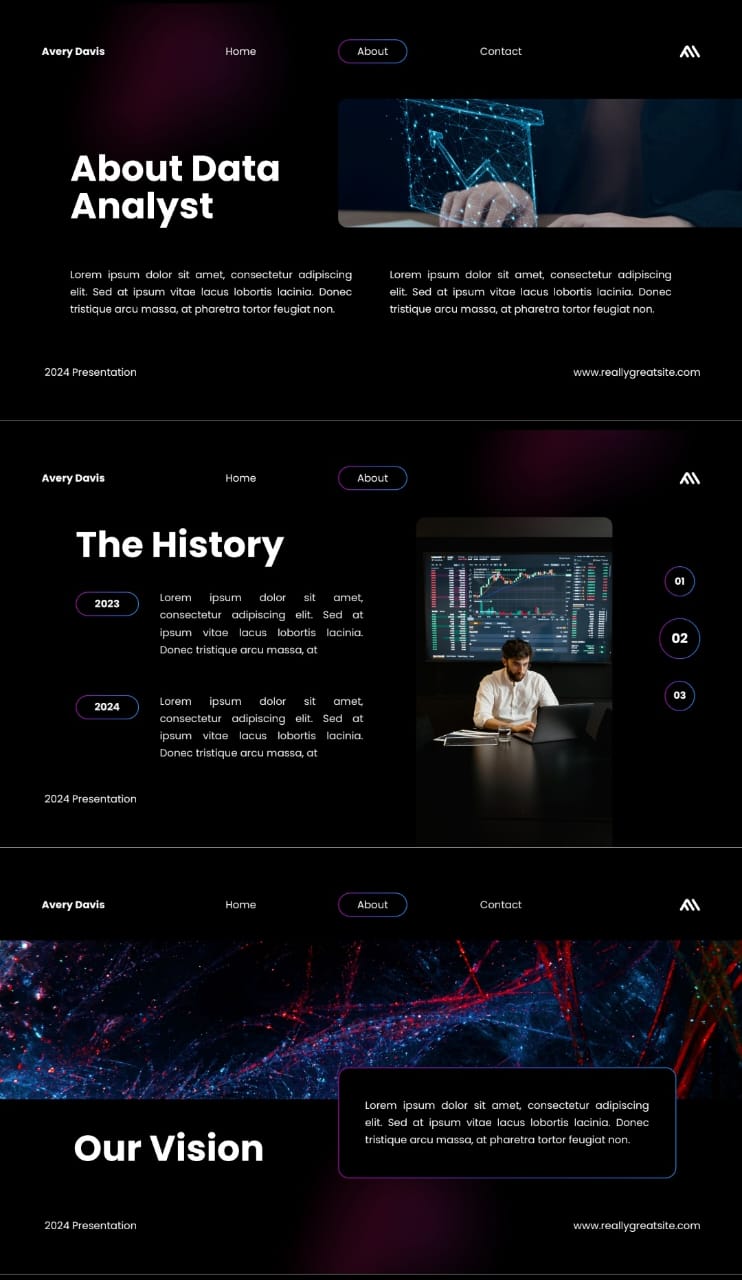 Avery Davis
Home
About
Contact
About Data
Analyst
Lorem ipsum dolor sit amet, consectetur adipiscing
elit. Sed at ipsum vitae lacus lobortis lacinia. Donec
tristique arcu massa, at pharetra tortor feugiat non.
Lorem ipsum dolor sit amet, consectetur adipiscing
elit. Sed at ipsum vitae lacus lobortis lacinia. Donec
tristique arcu massa, at pharetra tortor feugiat non.
2024 Presentation
www.reallygreatsite.com
Avery Davis
Home
About
The History
2023
Lorem ipsum dolor sit amet,
consectetur adipiscing elit. Sed at
ipsum vitae lacus lobortis lacinia.
Donec tristique arcu massa, at
2024
Lorem ipsum dolor sit amet,
consectetur adipiscing elit. Sed at
ipsum vitae lacus lobortis lacinia.
Donec tristique arcu massa, at
01
02
03
2024 Presentation
Avery Davis
Home
About
Contact
Lorem ipsum dolor sit amet, consectetur adipiscing
elit. Sed at ipsum vitae lacus lobortis lacinia. Donec
tristique arcu massa, at pharetra tortor feugiat non.
Our Vision
2024 Presentation
www.reallygreatsite.com